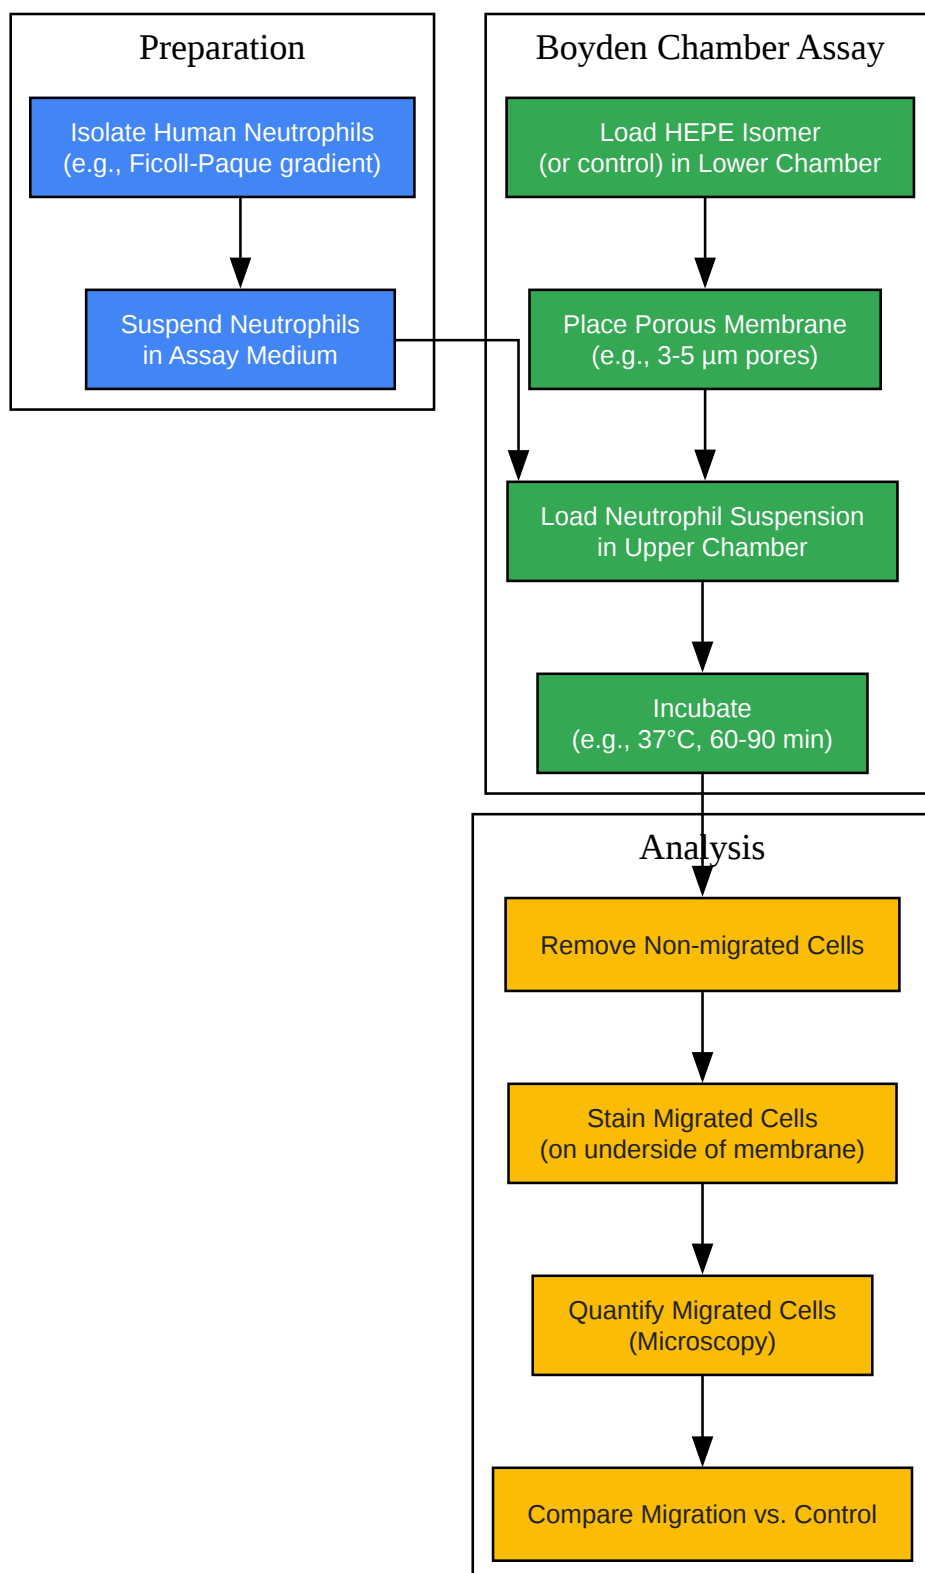 Preparation
Isolate Human Neutrophils
(e.g., Ficoll-Paque gradient)
Suspend Neutrophils
in Assay Medium
Boyden Chamber Assay
Load HEPE Isomer
(or control) in Lower Chamber
Place Porous Membrane
(e.g., 3-5 µm pores)
Load Neutrophil Suspension
in Upper Chamber
Incubate
(e.g., 37°C, 60-90 min)
Analysis
Remove Non-migrated Cells
Stain Migrated Cells
(on underside of membrane)
Quantify Migrated Cells
(Microscopy)
Compare Migration vs. Control